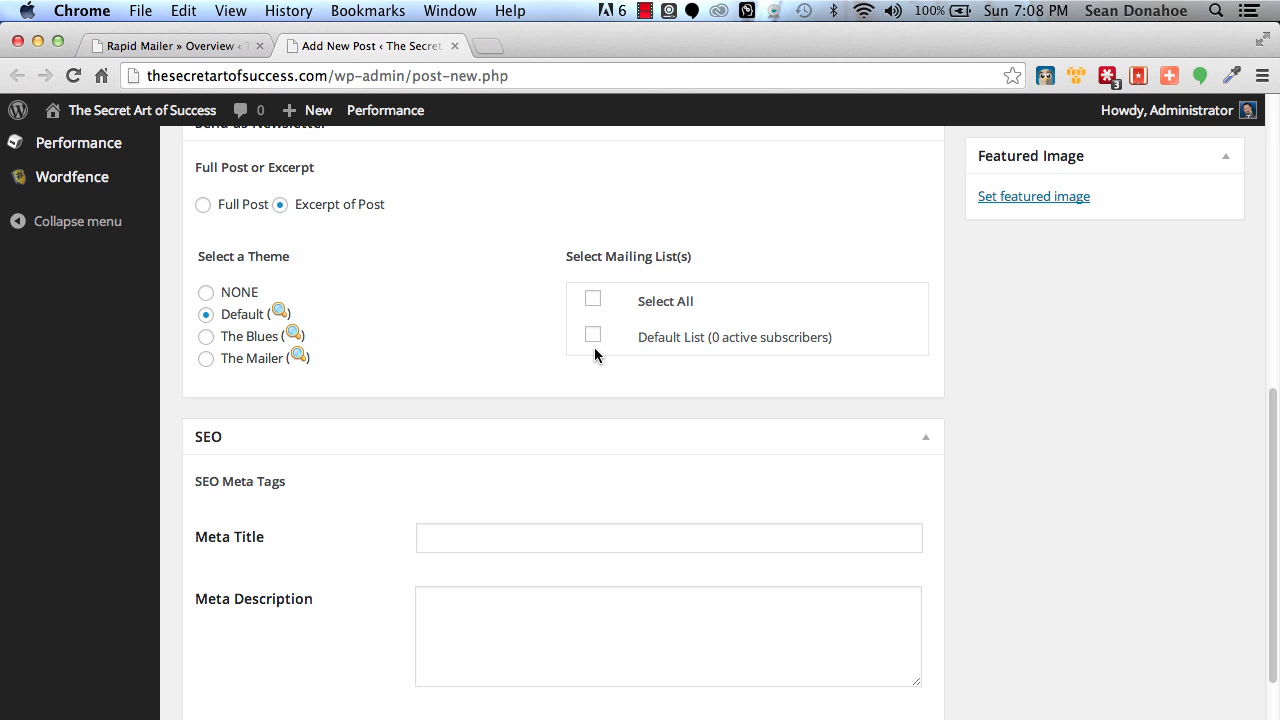 Chrome File Edit View History Bookmarks Window Help 6 100% Sun 7:08 PM Sean Donahoe
Rapid Mailer » Overview ‹ Add New Post ‹ The Secret
thesecretartofsuccess.com/wp-admin/post-new.php 3
The Secret Art of Success 0 New Performance Howdy, Administrator
Send as Newsletter
Performance
Wordfence
Collapse menu
Full Post or Excerpt
Full Post Excerpt of Post
Select a Theme
NONE
Default ( )
The Blues ( )
The Mailer ( )
Select Mailing List(s)
Select All
Default List (0 active subscribers)
Featured Image
Set featured image
SEO
SEO Meta Tags
Meta Title
Meta Description